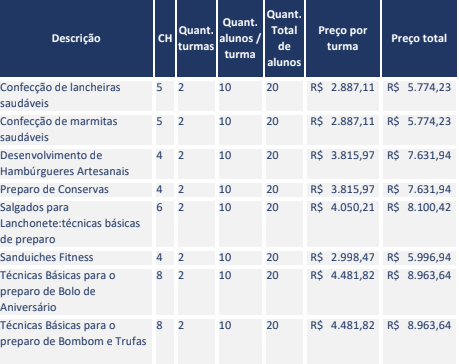 Descrição CH Quant. turmas Quant. alunos / turma Quant. Total de alunos Preço por turma Preço total
Confecção de lancheiras saudáveis 5 2 10 20 R$ 2.887,11 R$ 5.774,23
Confecção de marmitas saudáveis 5 2 10 20 R$ 2.887,11 R$ 5.774,23
Desenvolvimento de Hambúrgueres Artesanais 4 2 10 20 R$ 3.815,97 R$ 7.631,94
Preparo de Conservas 4 2 10 20 R$ 3.815,97 R$ 7.631,94
Salgados para Lanchonete:técnicas básicas de preparo 6 2 10 20 R$ 4.050,21 R$ 8.100,42
Sanduiches Fitness 4 2 10 20 R$ 2.998,47 R$ 5.996,94
Técnicas Básicas para o preparo de Bolo de Aniversário 8 2 10 20 R$ 4.481,82 R$ 8.963,64
Técnicas Básicas para o preparo de Bombom e Trufas 8 2 10 20 R$ 4.481,82 R$ 8.963,64